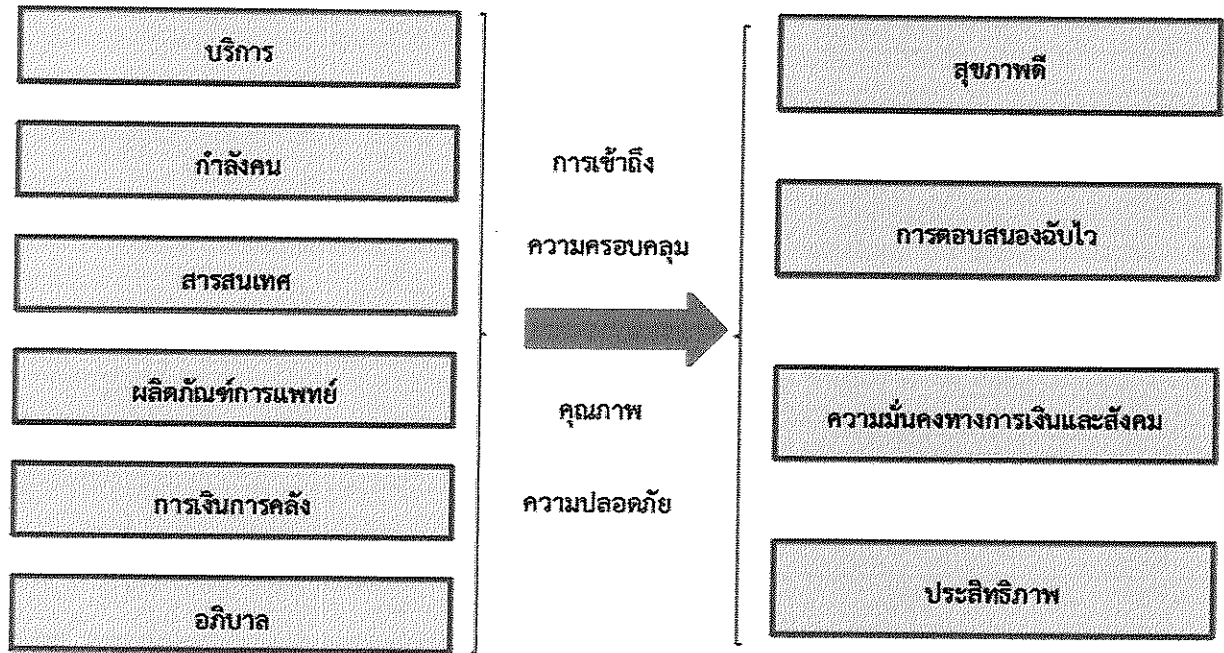 บริการ
กำลังคน
สารสนเทศ
ผลิตภัณฑ์การแพทย์
การเงินการคลัง
อภิบาล
การเข้าถึง
ความครอบคลุม
คุณภาพ
ความปลอดภัย
สุขภาพดี
การตอบสนองฉับไว
ความมั่นคงทางการเงินและสังคม
ประสิทธิภาพ